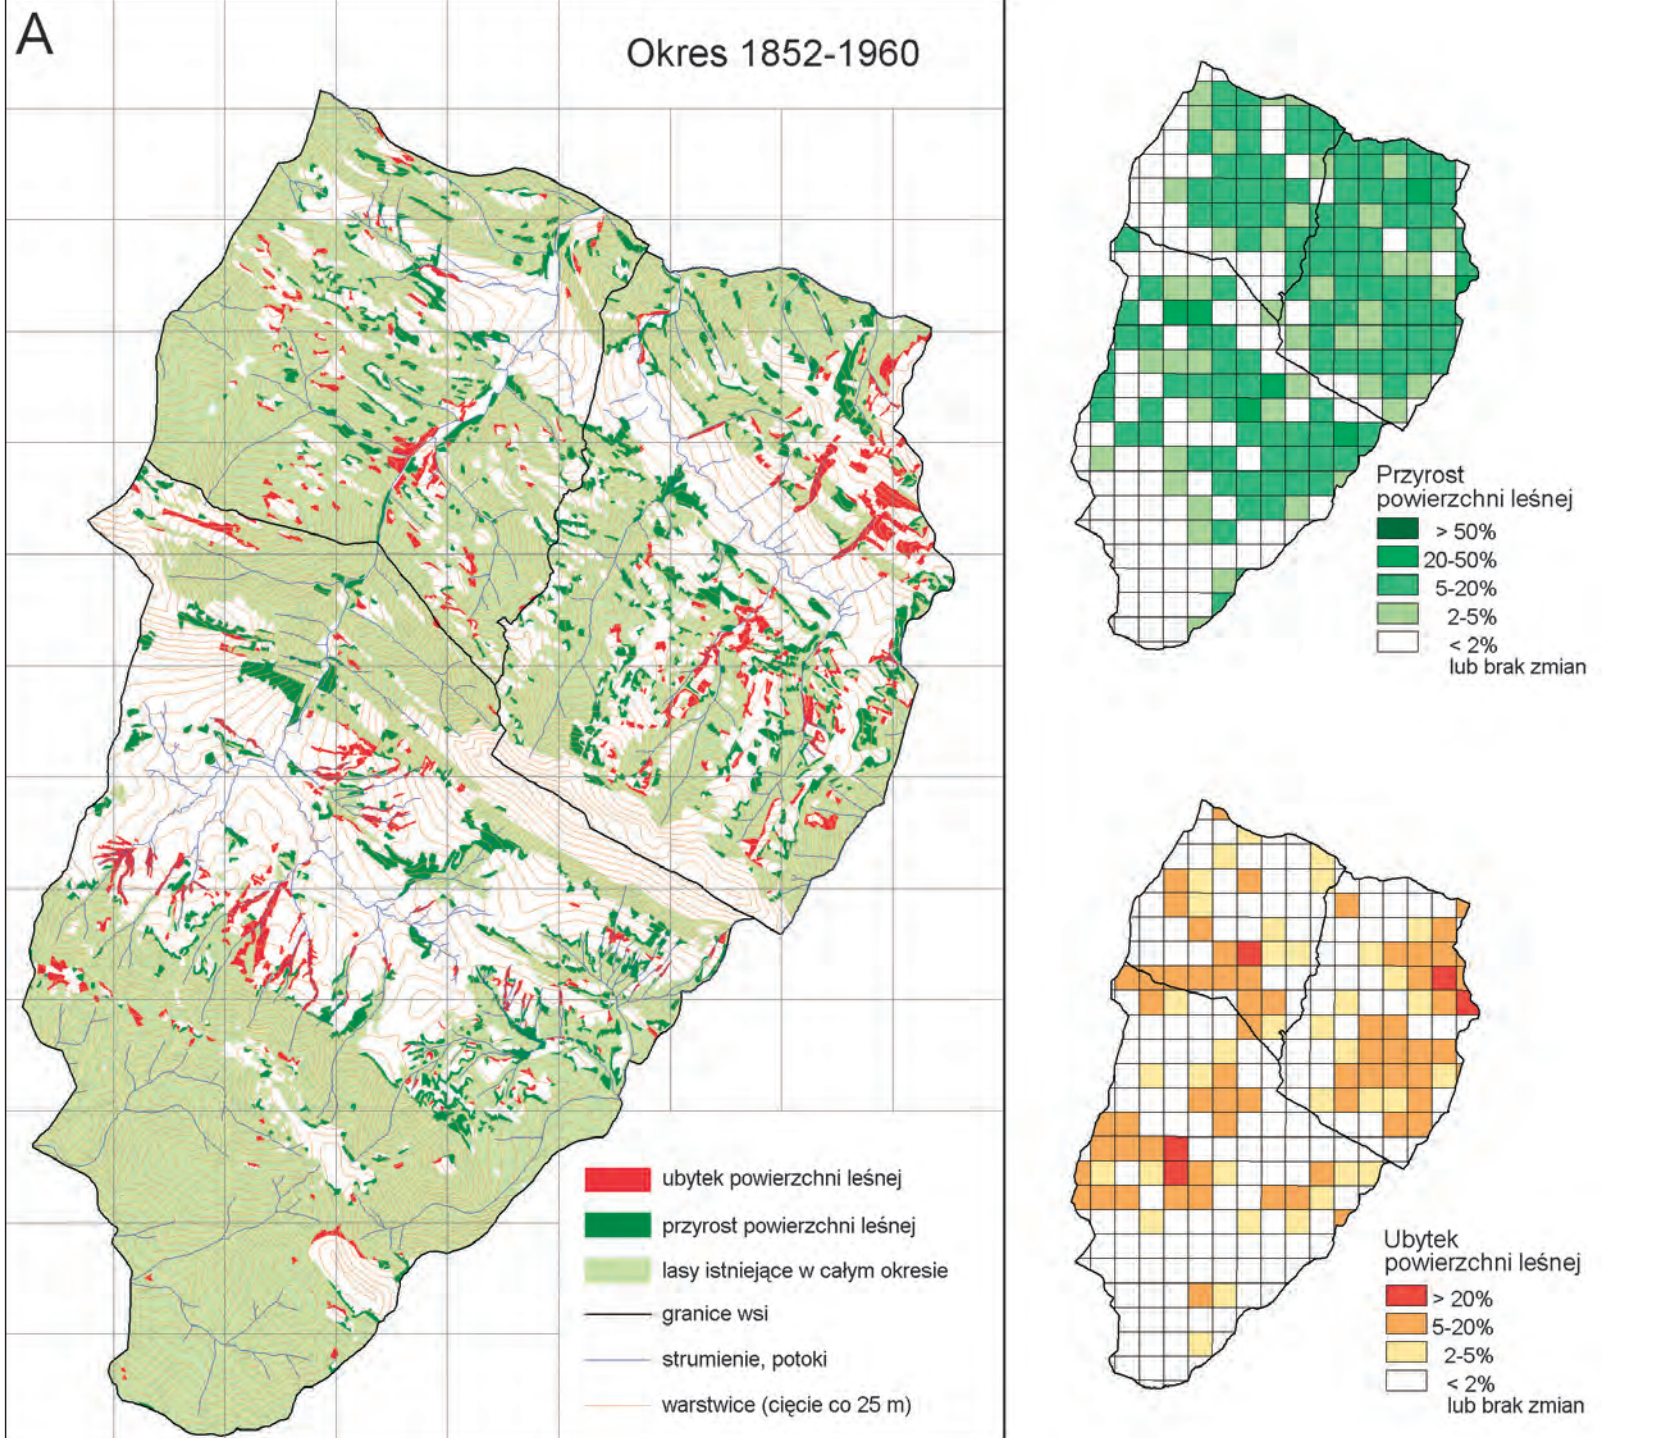 A
Okres 1852-1960
ubytek powierzchni leśnej
przyrost powierzchni leśnej
lasy istniejące w całym okresie
granice wsi
strumienie, potoki
warstwice (cięcie co 25 m)
Przyrost
powierzchni leśnej
> 50%
20-50%
5-20%
2-5%
< 2%
lub brak zmian
Ubytek
powierzchni leśnej
> 20%
5-20%
2-5%
< 2%
lub brak zmian